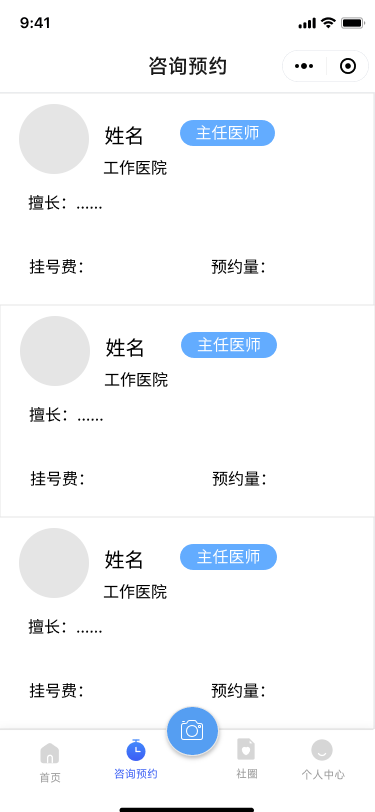 9:41
咨询预约
姓名 主任医师
工作医院
擅长：......
挂号费： 预约量：
姓名 主任医师
工作医院
擅长：......
挂号费： 预约量：
姓名 主任医师
工作医院
擅长：......
挂号费： 预约量：
首页 咨询预约 社圈 个人中心